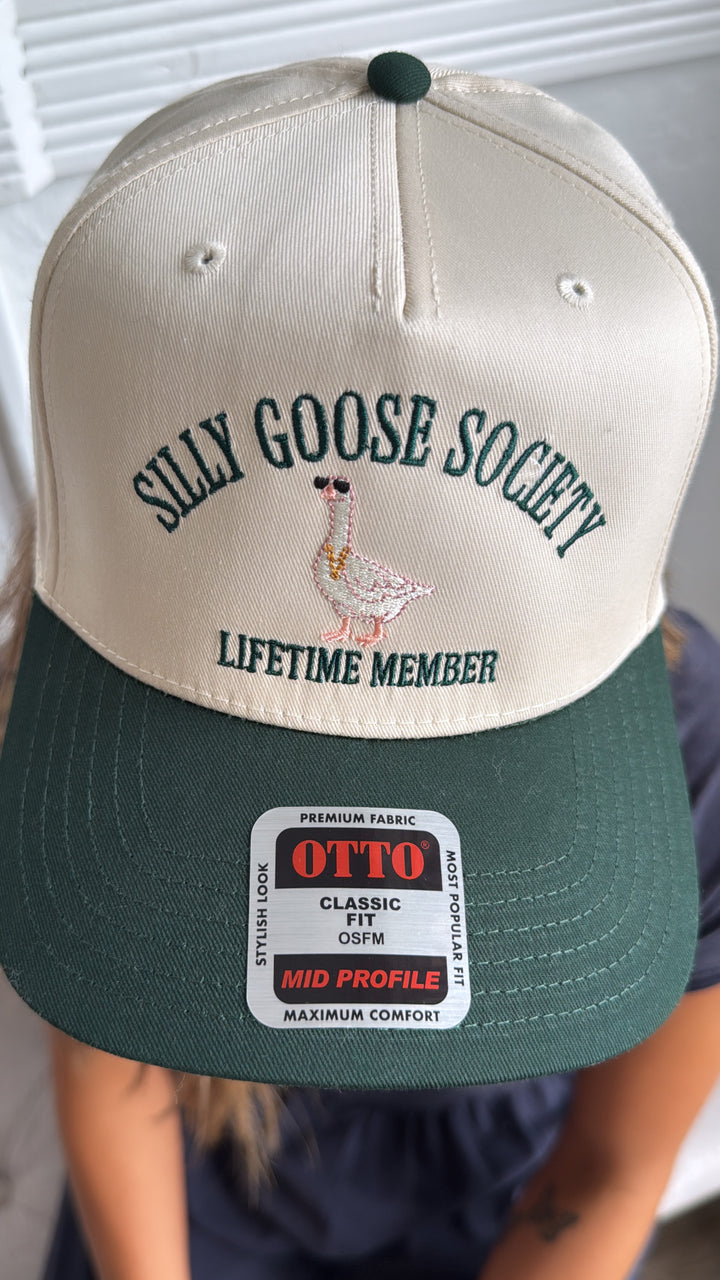 SILLY GOOSE SOCIETY
LIFETIME MEMBER
PREMIUM FABRIC
OTTO®
STYLISH LOOK
CLASSIC
FIT
OSFM
MOST POPULAR FIT
MID PROFILE
MAXIMUM COMFORT